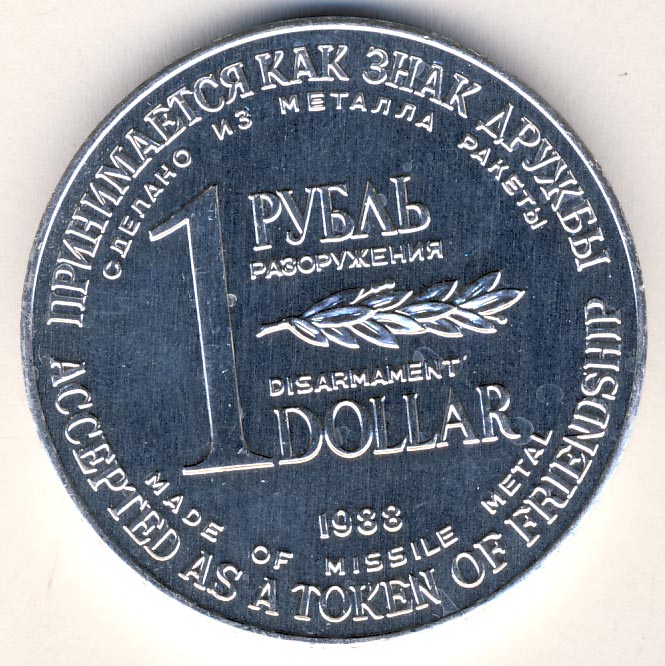 ПРИНИМАЕТСЯ КАК ЗНАК ДРУЖБЫ
СДЕЛАНО ИЗ МЕТАЛЛА РАКЕТЫ
1
РУБЛЬ
РАЗОРУЖЕНИЯ
DISARMAMENT
DOLLAR
1988
MADE OF MISSILE METAL
ACCEPTED AS A TOKEN OF FRIENDSHIP